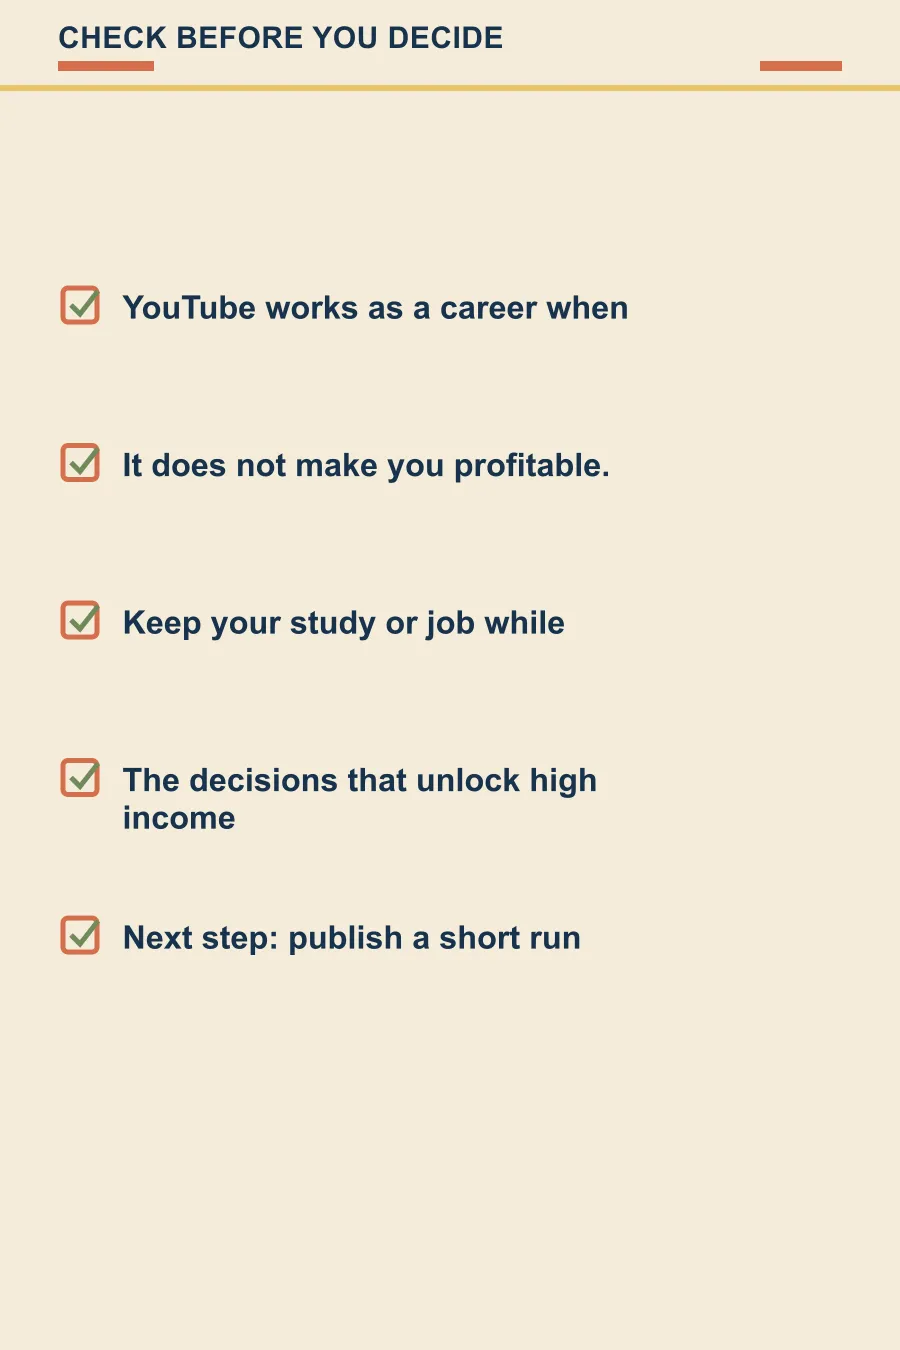 CHECK BEFORE YOU DECIDE
YouTube works as a career when
It does not make you profitable.
Keep your study or job while
The decisions that unlock high
income
Next step: publish a short run